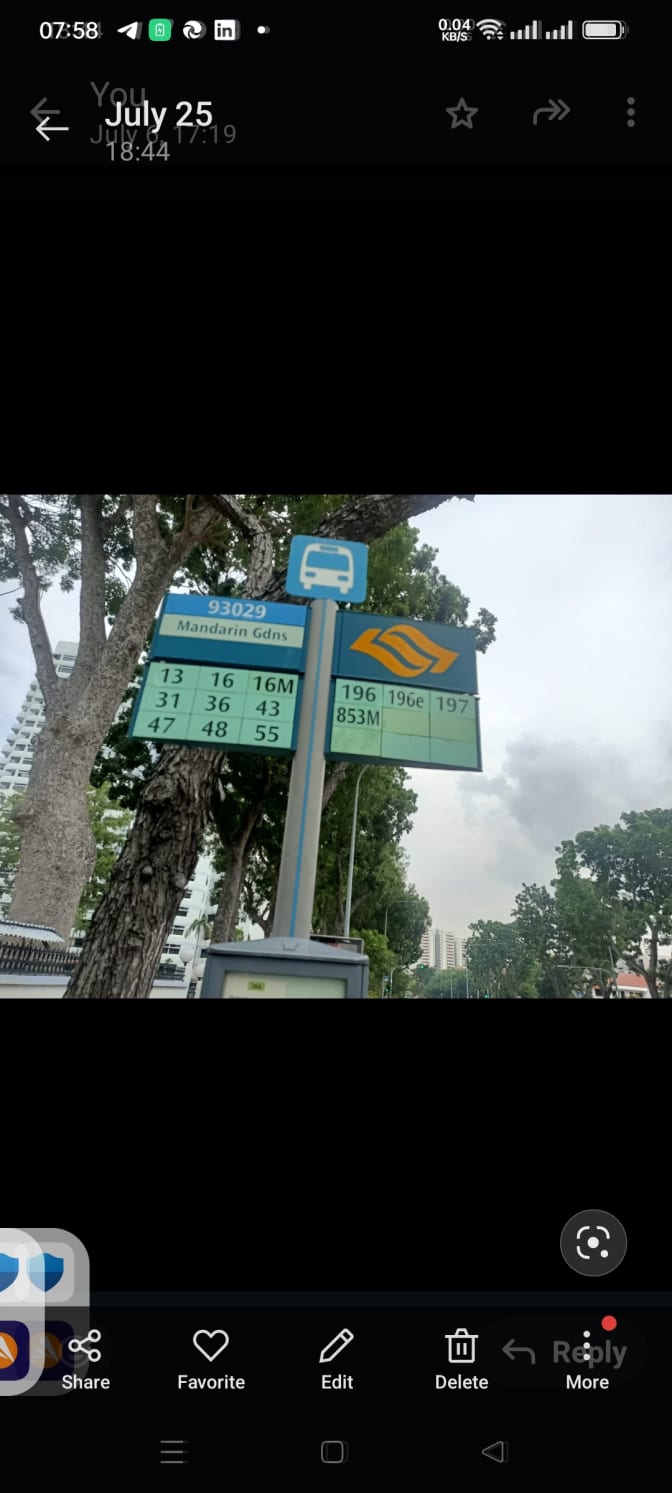 07:58
0.04
KB/S
You
July 25
July 6, 17:19
18:44
93029
Mandarin Gdns
13 16 16M
31 36 43
47 48 55
196 196e 197
853M
Reply
Share Favorite Edit Delete More